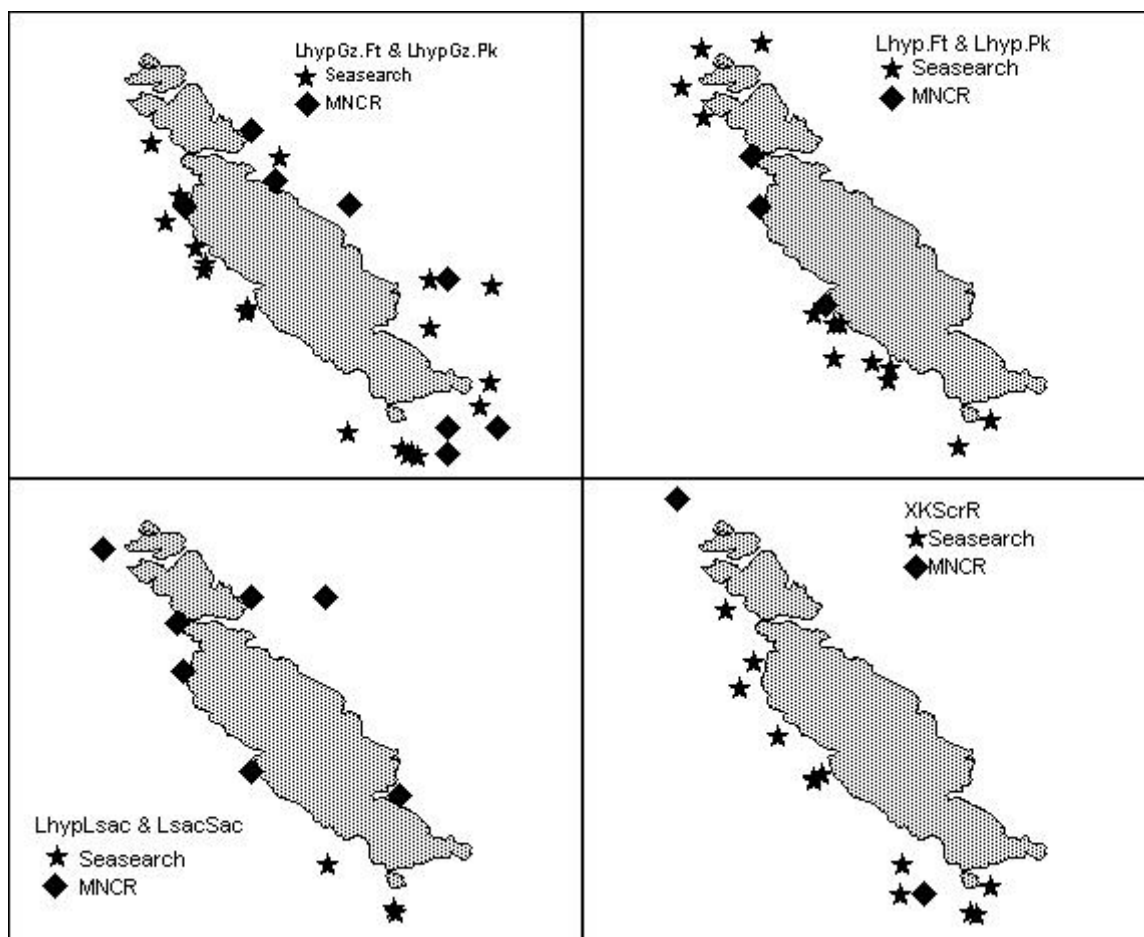 LhypGz.Ft & LhypGz.Pk
Seasearch
MNCR
Lhyp.Ft & Lhyp.Pk
Seasearch
MNCR
LhypLsac & LsacSac
Seasearch
MNCR
XKScrR
Seasearch
MNCR